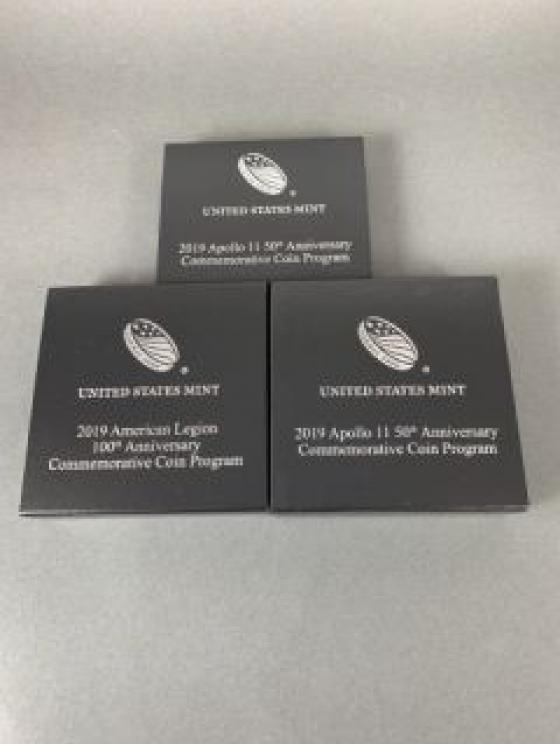 UNITED STATES MINT
2019 Apollo 11 50th Anniversary
Commemorative Coin Program
UNITED STATES MINT
2019 American Legion
100th Anniversary
Commemorative Coin Program
UNITED STATES MINT
2019 Apollo 11 50th Anniversary
Commemorative Coin Program